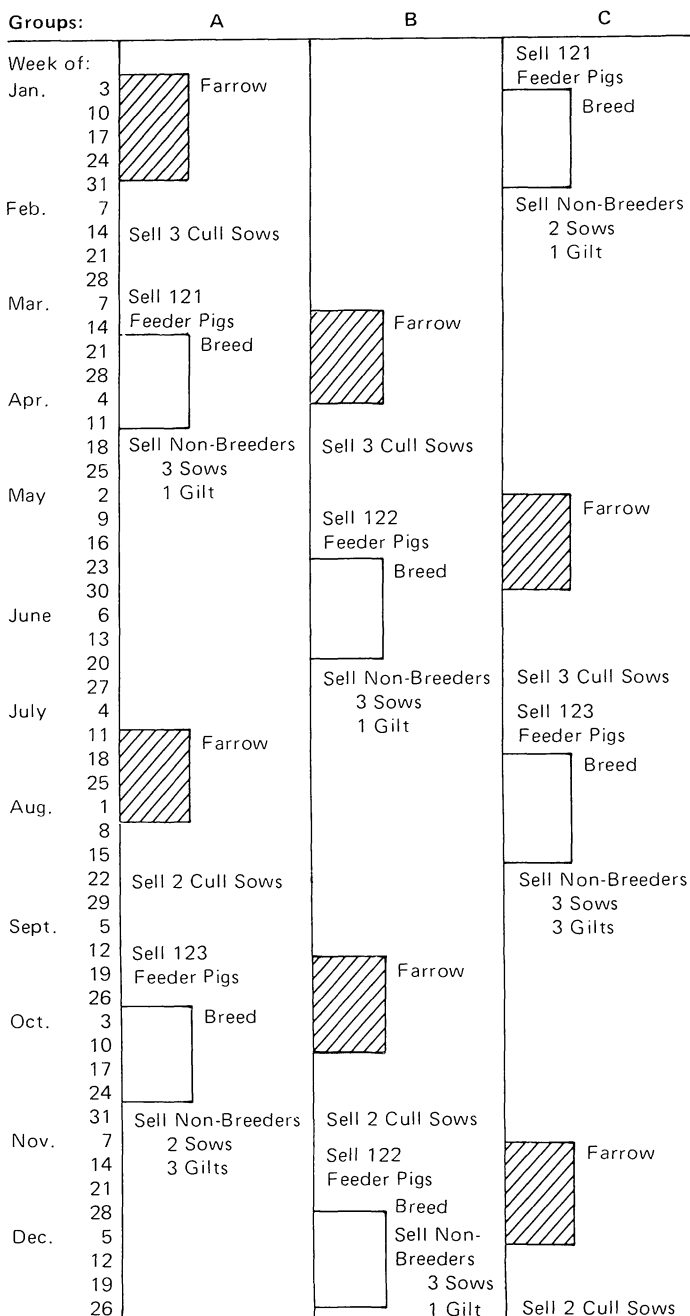 Groups: A B C
Sell 121
Week of: Feeder Pigs
Jan. 3 Farrow Breed
10
17
24
31
Feb. 7 Sell Non-Breeders
14 Sell 3 Cull Sows 2 Sows
21 1 Gilt
28
Mar. 7 Sell 121
14 Feeder Pigs Farrow
21 Breed
28
Apr. 4
11
18 Sell Non-Breeders Sell 3 Cull Sows
25 3 Sows
May 2 1 Gilt Farrow
9 Sell 122
16 Feeder Pigs
23 Breed
30
June 6
13
20 Sell Non-Breeders Sell 3 Cull Sows
27 3 Sows
July 4 1 Gilt Sell 123
11 Farrow Feeder Pigs
18 Breed
25
Aug. 1
8
15
22 Sell 2 Cull Sows Sell Non-Breeders
29 3 Sows
Sept. 5 3 Gilts
12 Sell 123
19 Feeder Pigs Farrow
26
Oct. 3 Breed
10
17
24
31 Sell Non-Breeders Sell 2 Cull Sows
Nov. 7 2 Sows Sell 122 Farrow
14 3 Gilts Feeder Pigs
21
28 Breed
Dec. 5 Sell Non-
12 Breeders
19 3 Sows
26 1 Gilt Sell 2 Cull Sows